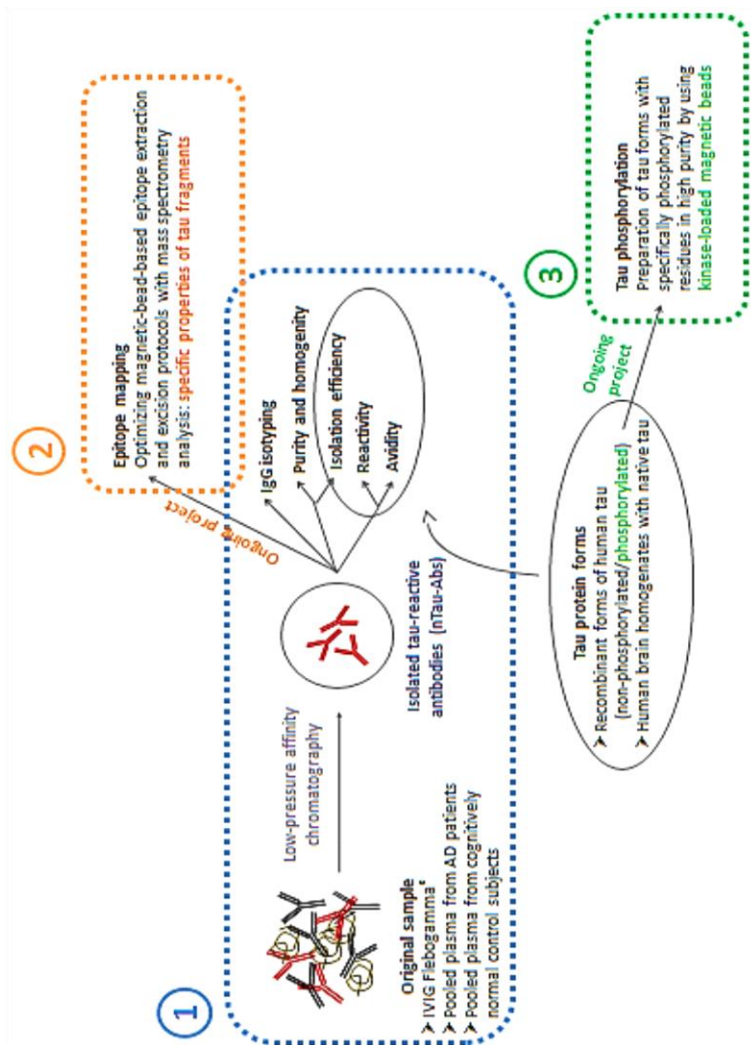 1
Original sample
➤ IVIG Flebogamma
➤ Pooled plasma from AD patients
➤ Pooled plasma from cognitively
normal control subjects
Low-pressure affinity
chromatography
Isolated tau-reactive
antibodies (nTau-Abs)
IgG isotyping
Purity and homogenity
Isolation efficiency
Reactivity
Avidity
Ongoing project
2
Epitope mapping
Optimizing magnetic-bead-based epitope extraction
and excision protocols with mass spectrometry
analysis: specific properties of tau fragments
Tau protein forms
➤ Recombinant forms of human tau
(non-phosphorylated/phosphorylated)
➤ Human brain homogenates with native tau
Ongoing
project
3
Tau phosphorylation
Preparation of tau forms with
specifically phosphorylated
residues in high purity by using
kinase-loaded magnetic beads